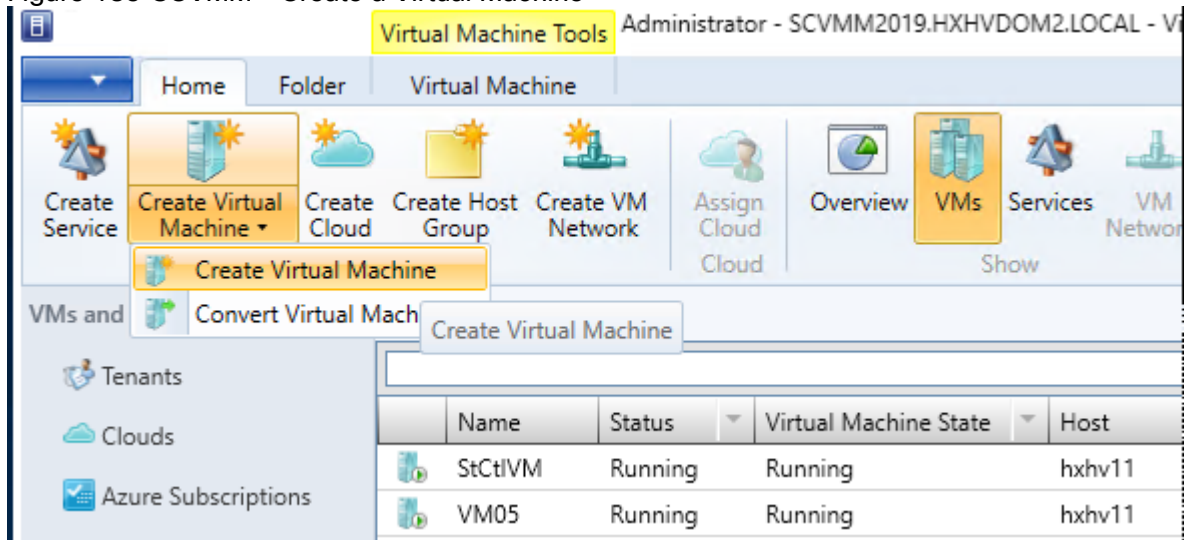 Virtual Machine Tools Administrator - SCVMM2019.HXHVDOM2.LOCAL - Vi
Home Folder Virtual Machine
Create Service
Create Virtual Machine
Create Cloud
Create Host Group
Create VM Network
Assign Cloud
Overview
VMs
Services
VM
Cloud
Show
Create Virtual Machine
Convert Virtual Mach
Create Virtual Machine
VMs and
Tenants
Clouds
Azure Subscriptions
Name Status Virtual Machine State Host
StCtlVM Running Running hxhv11
VM05 Running Running hxhv11